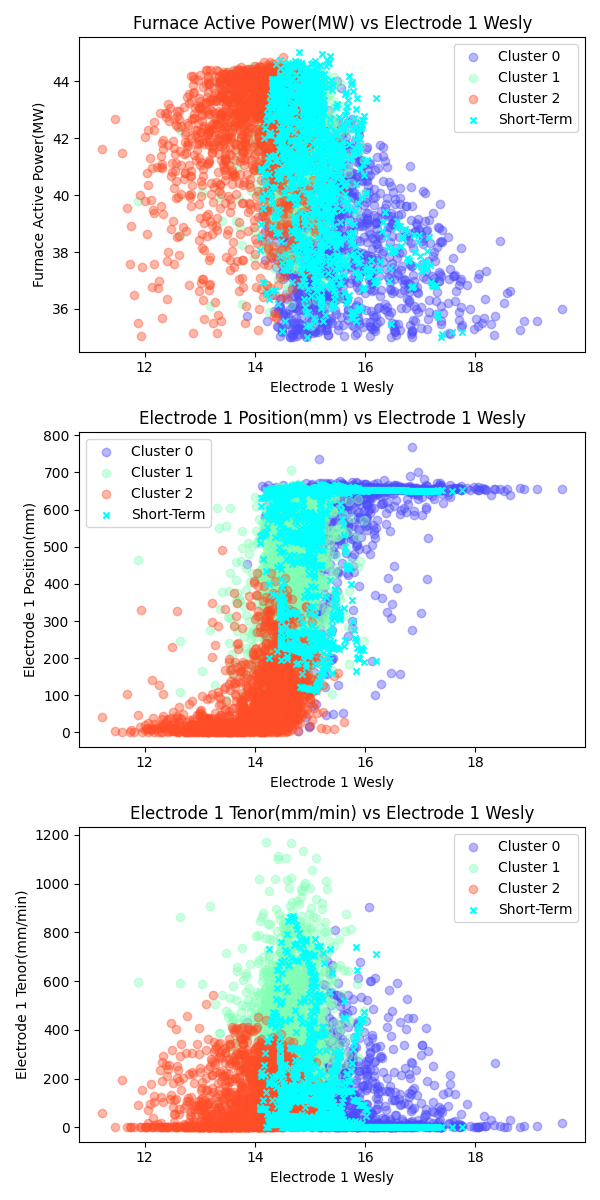 Furnace Active Power(MW) vs Electrode 1 Wesly
Furnace Active Power(MW)
44
42
40
38
36
Cluster 0
Cluster 1
Cluster 2
Short-Term
12 14 16 18
Electrode 1 Wesly
Electrode 1 Position(mm) vs Electrode 1 Wesly
Electrode 1 Position(mm)
800
700
600
500
400
300
200
100
0
Cluster 0
Cluster 1
Cluster 2
Short-Term
12 14 16 18
Electrode 1 Wesly
Electrode 1 Tenor(mm/min) vs Electrode 1 Wesly
Electrode 1 Tenor(mm/min)
1200
1000
800
600
400
200
0
Cluster 0
Cluster 1
Cluster 2
Short-Term
12 14 16 18
Electrode 1 Wesly